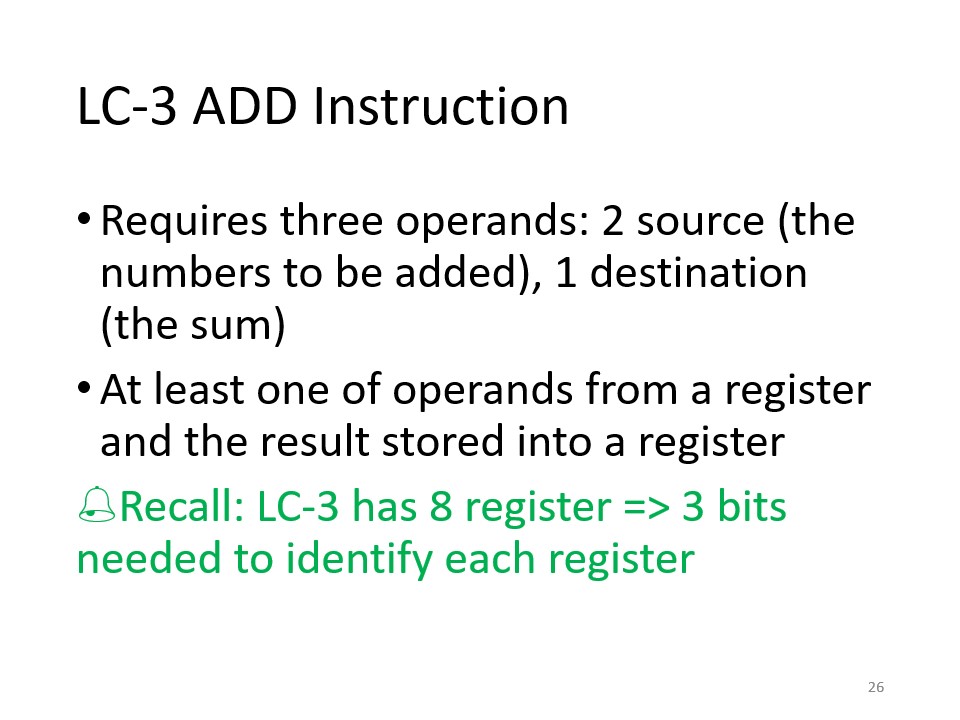 LC-3 ADD Instruction
• Requires three operands: 2 source (the
numbers to be added), 1 destination
(the sum)
• At least one of operands from a register
and the result stored into a register
🔔Recall: LC-3 has 8 register => 3 bits
needed to identify each register
26